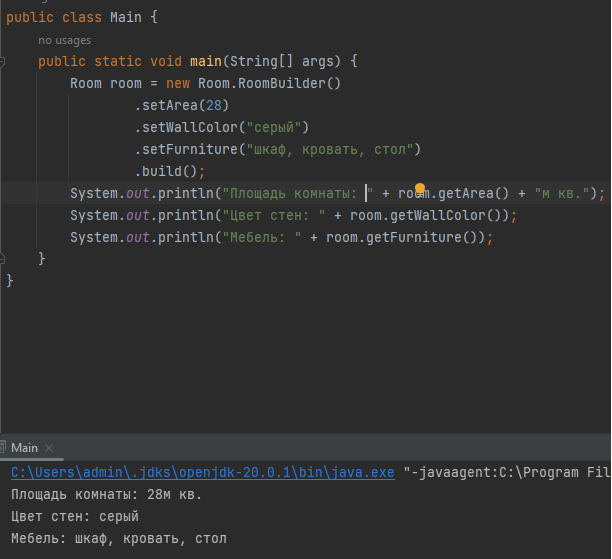 public class Main {
no usages
public static void main(String[] args) {
Room room = new Room.RoomBuilder()
.setArea(28)
.setWallColor("серый")
.setFurniture("шкаф, кровать, стол")
.build();
System.out.println("Площадь комнаты: " + room.getArea() + "м кв.");
System.out.println("Цвет стен: " + room.getWallColor());
System.out.println("Мебель: " + room.getFurniture());
}
}
Main
C:\Users\admin\.jdks\openjdk-20.0.1\bin\java.exe "-javaagent:C:\Program Fil
Площадь комнаты: 28м кв.
Цвет стен: серый
Мебель: шкаф, кровать, стол